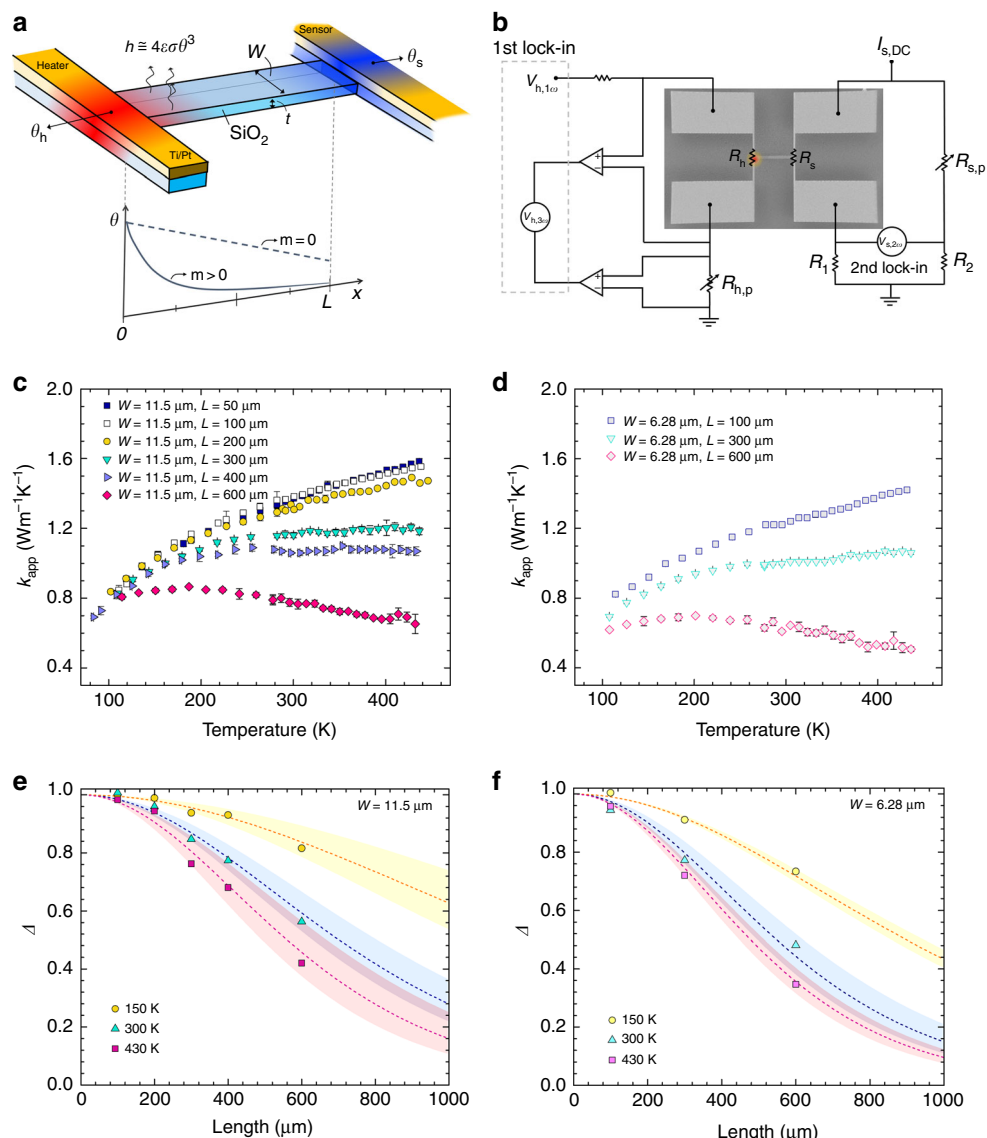 a
h ≅ 4εσθ³
Heater
W
Sensor
θs
θh
t
SiO₂
Ti/Pt
θ
m = 0
m > 0
L
x
0
b
1st lock-in
Is,DC
Vh,1ω
Rh
Rs
Rs,p
+
−
Vh,3ω
Vs,2ω
R₁
2nd lock-in
R₂
+
−
Rh,p
c
W = 11.5 μm, L = 50 μm
W = 11.5 μm, L = 100 μm
W = 11.5 μm, L = 200 μm
W = 11.5 μm, L = 300 μm
W = 11.5 μm, L = 400 μm
W = 11.5 μm, L = 600 μm
2.0
1.6
1.2
0.8
0.4
kapp (Wm⁻¹K⁻¹)
100 200 300 400
Temperature (K)
d
W = 6.28 μm, L = 100 μm
W = 6.28 μm, L = 300 μm
W = 6.28 μm, L = 600 μm
2.0
1.6
1.2
0.8
0.4
kapp (Wm⁻¹K⁻¹)
100 200 300 400
Temperature (K)
e
W = 11.5 μm
1.0
0.8
0.6
0.4
0.2
0.0
Δ
150 K
300 K
430 K
0 200 400 600 800 1000
Length (μm)
f
W = 6.28 μm
1.0
0.8
0.6
0.4
0.2
0.0
Δ
150 K
300 K
430 K
0 200 400 600 800 1000
Length (μm)